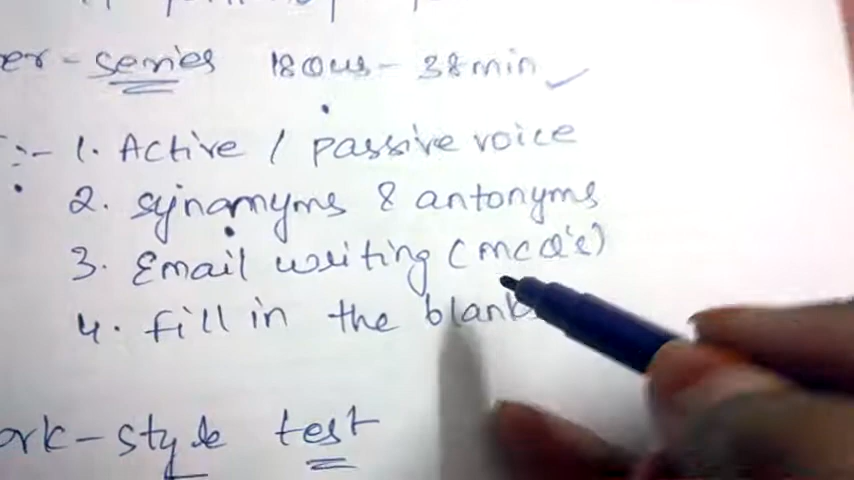 er-series 18Qus-38min
:- 1. Active / passive voice
2. synamyms & antonyms
3. Email writing (mcQ's)
4. fill in the blank
ork-style test